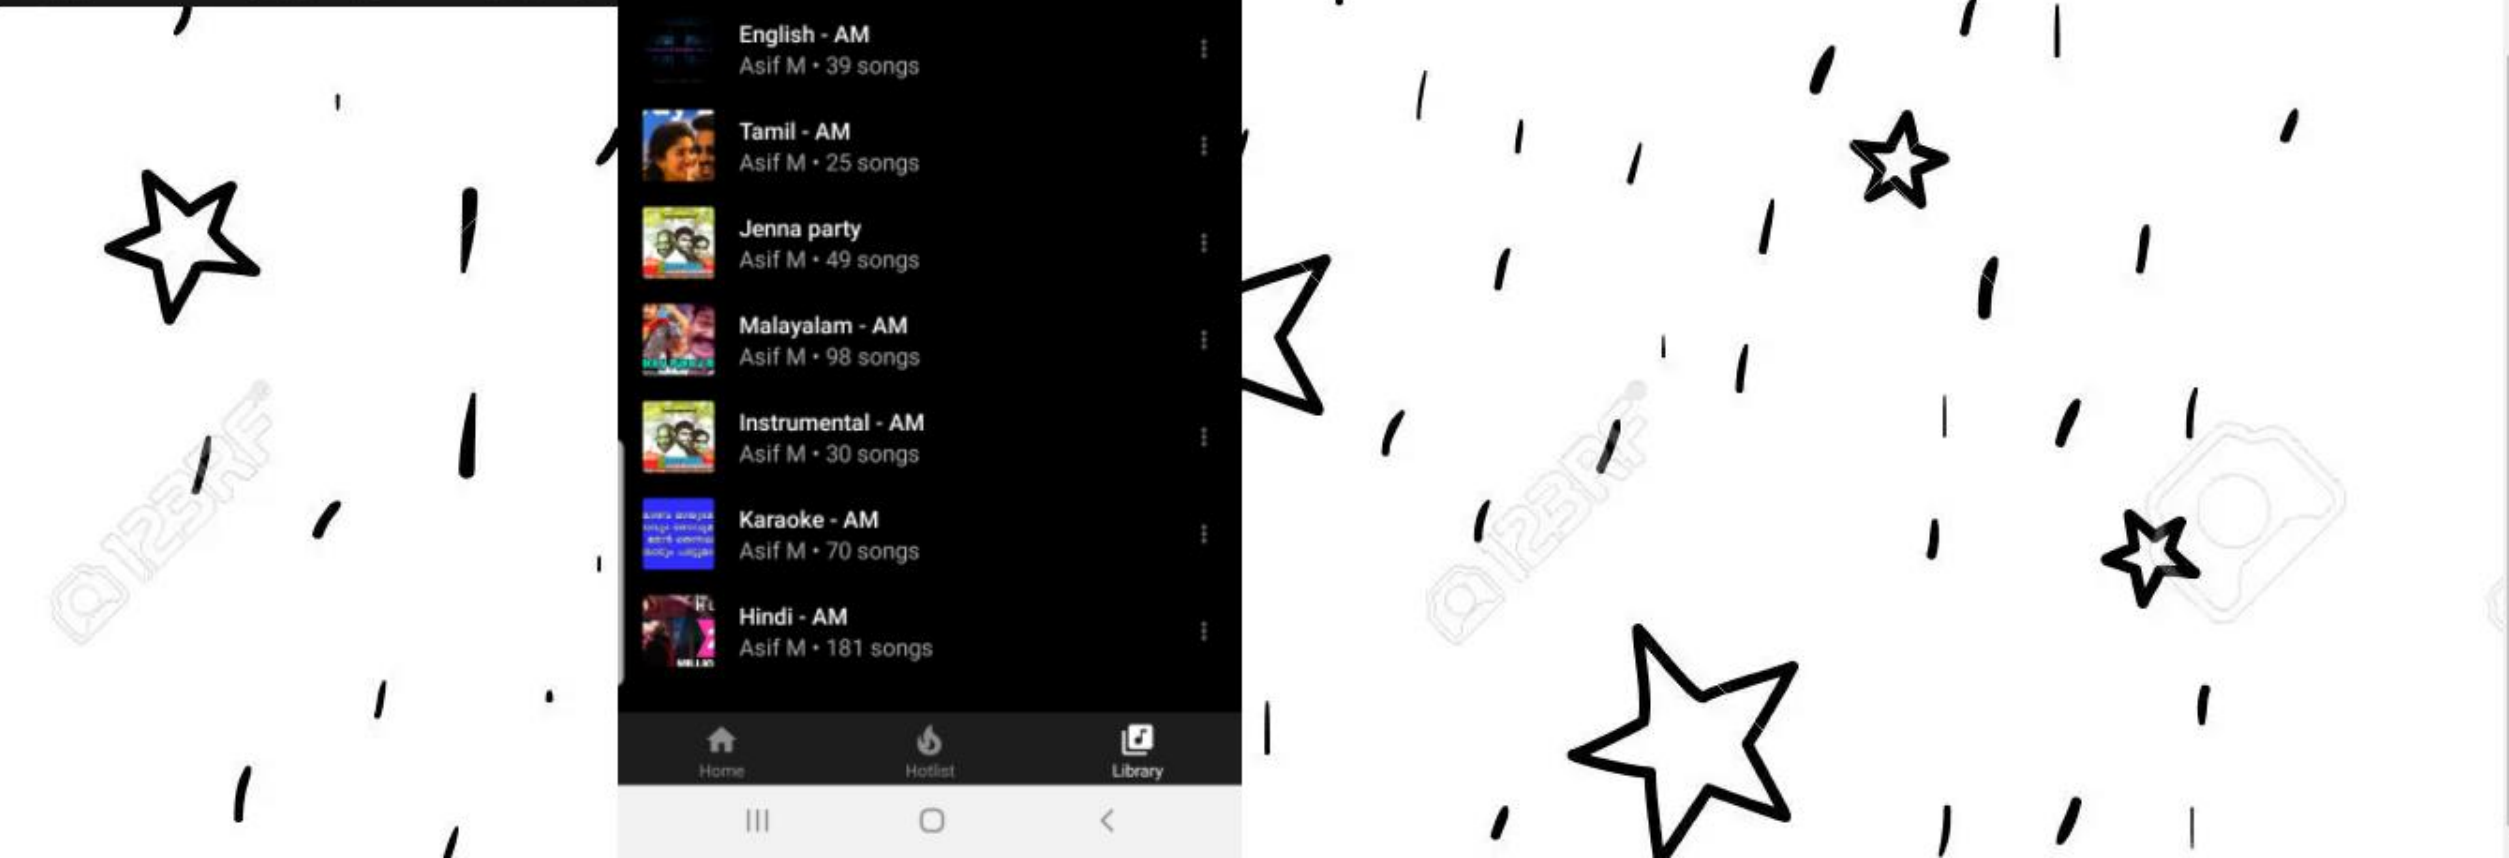 English - AM
Asif M • 39 songs
Tamil - AM
Asif M • 25 songs
Jenna party
Asif M • 49 songs
Malayalam - AM
Asif M • 98 songs
Instrumental - AM
Asif M • 30 songs
Karaoke - AM
Asif M • 70 songs
Hindi - AM
Asif M • 181 songs
Home
Hotlist
Library
123RF®
123RF®